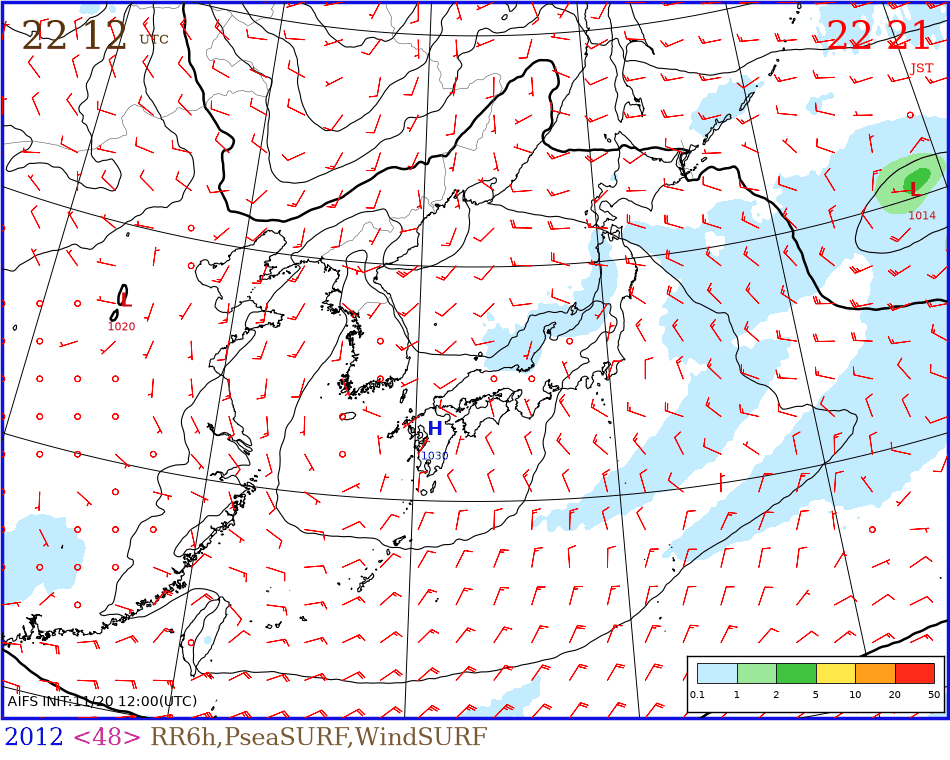 22 12 UTC
22 21
JST
L
1014
L
1020
H
1030
0.1 1 2 5 10 20 50
AIFS INIT:11/20 12:00(UTC)
2012 <48> RR6h,PseaSURF,WindSURF